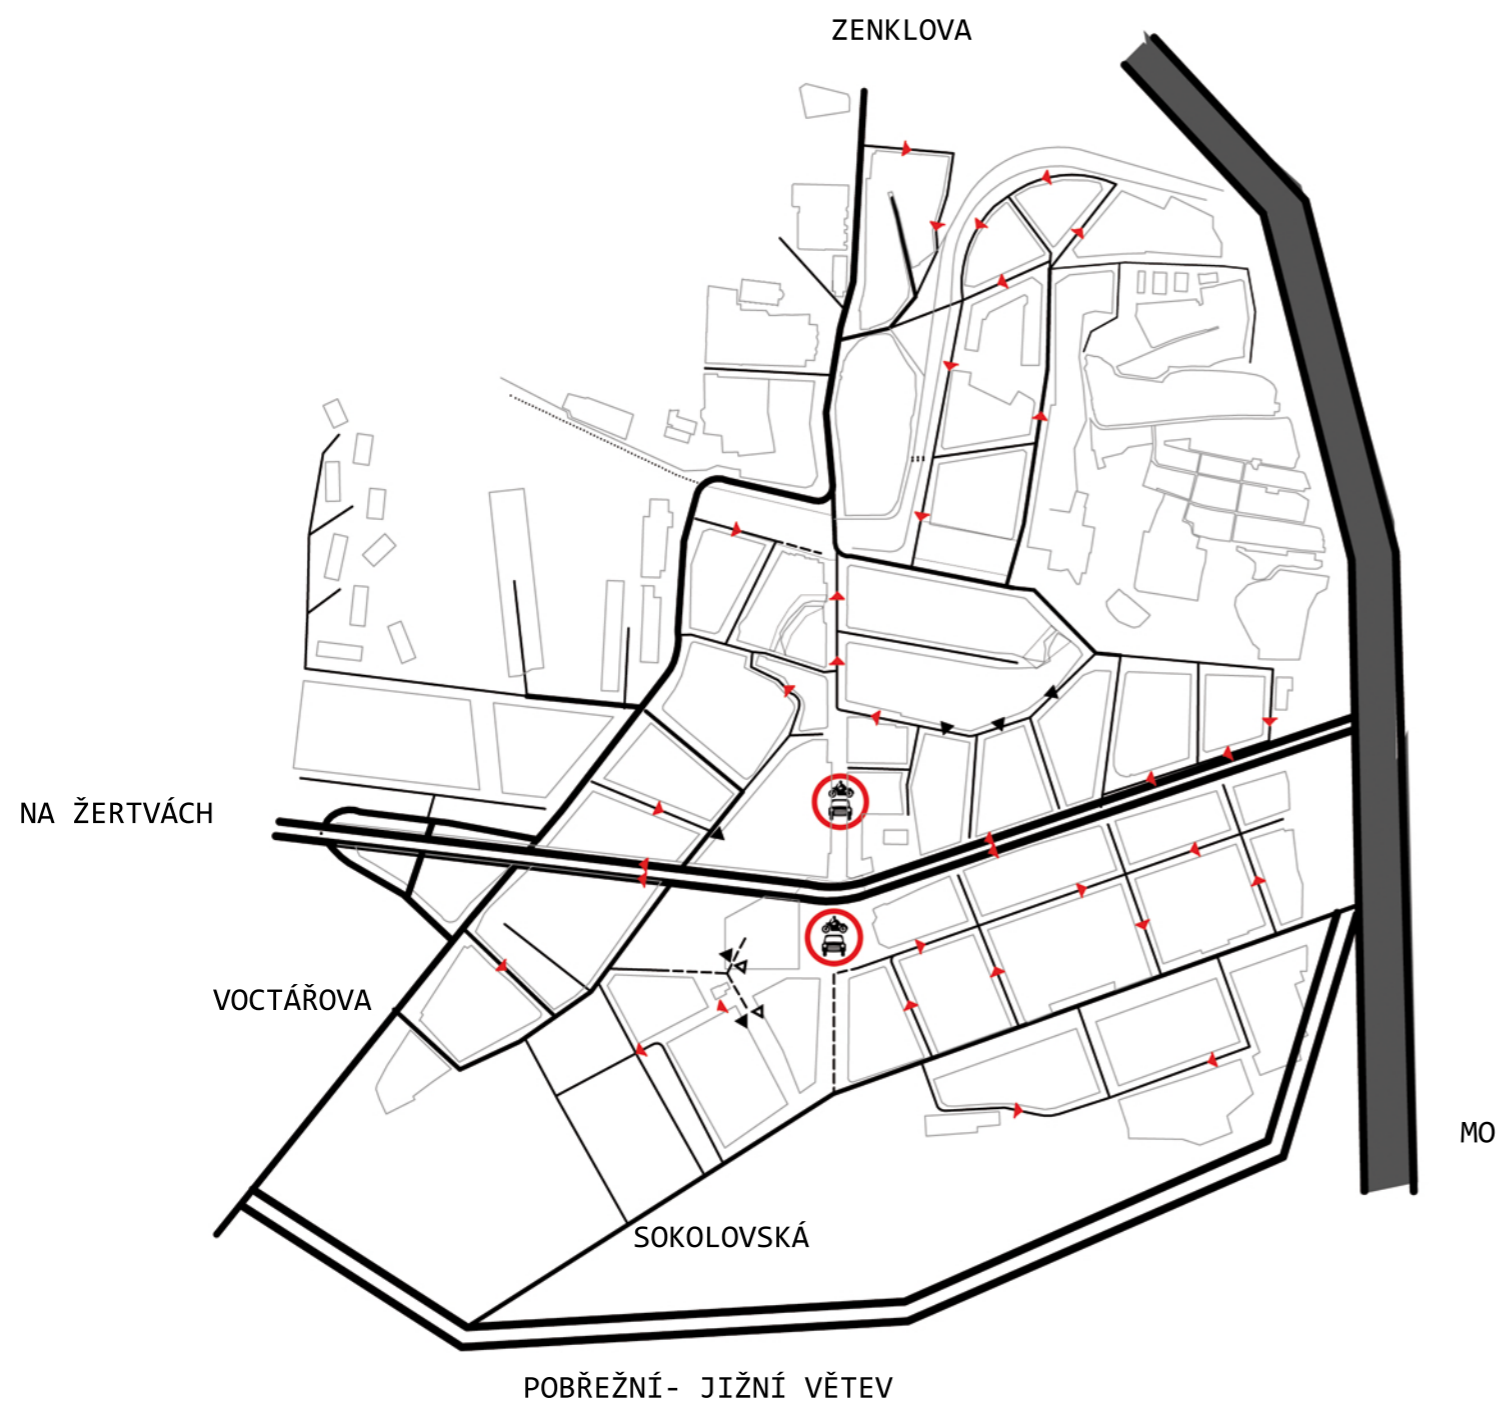 ZENKLOVA
NA ŽERTVÁCH
VOCTÁŘOVA
MO
SOKOLOVSKÁ
POBŘEŽNÍ- JIŽNÍ VĚTEV